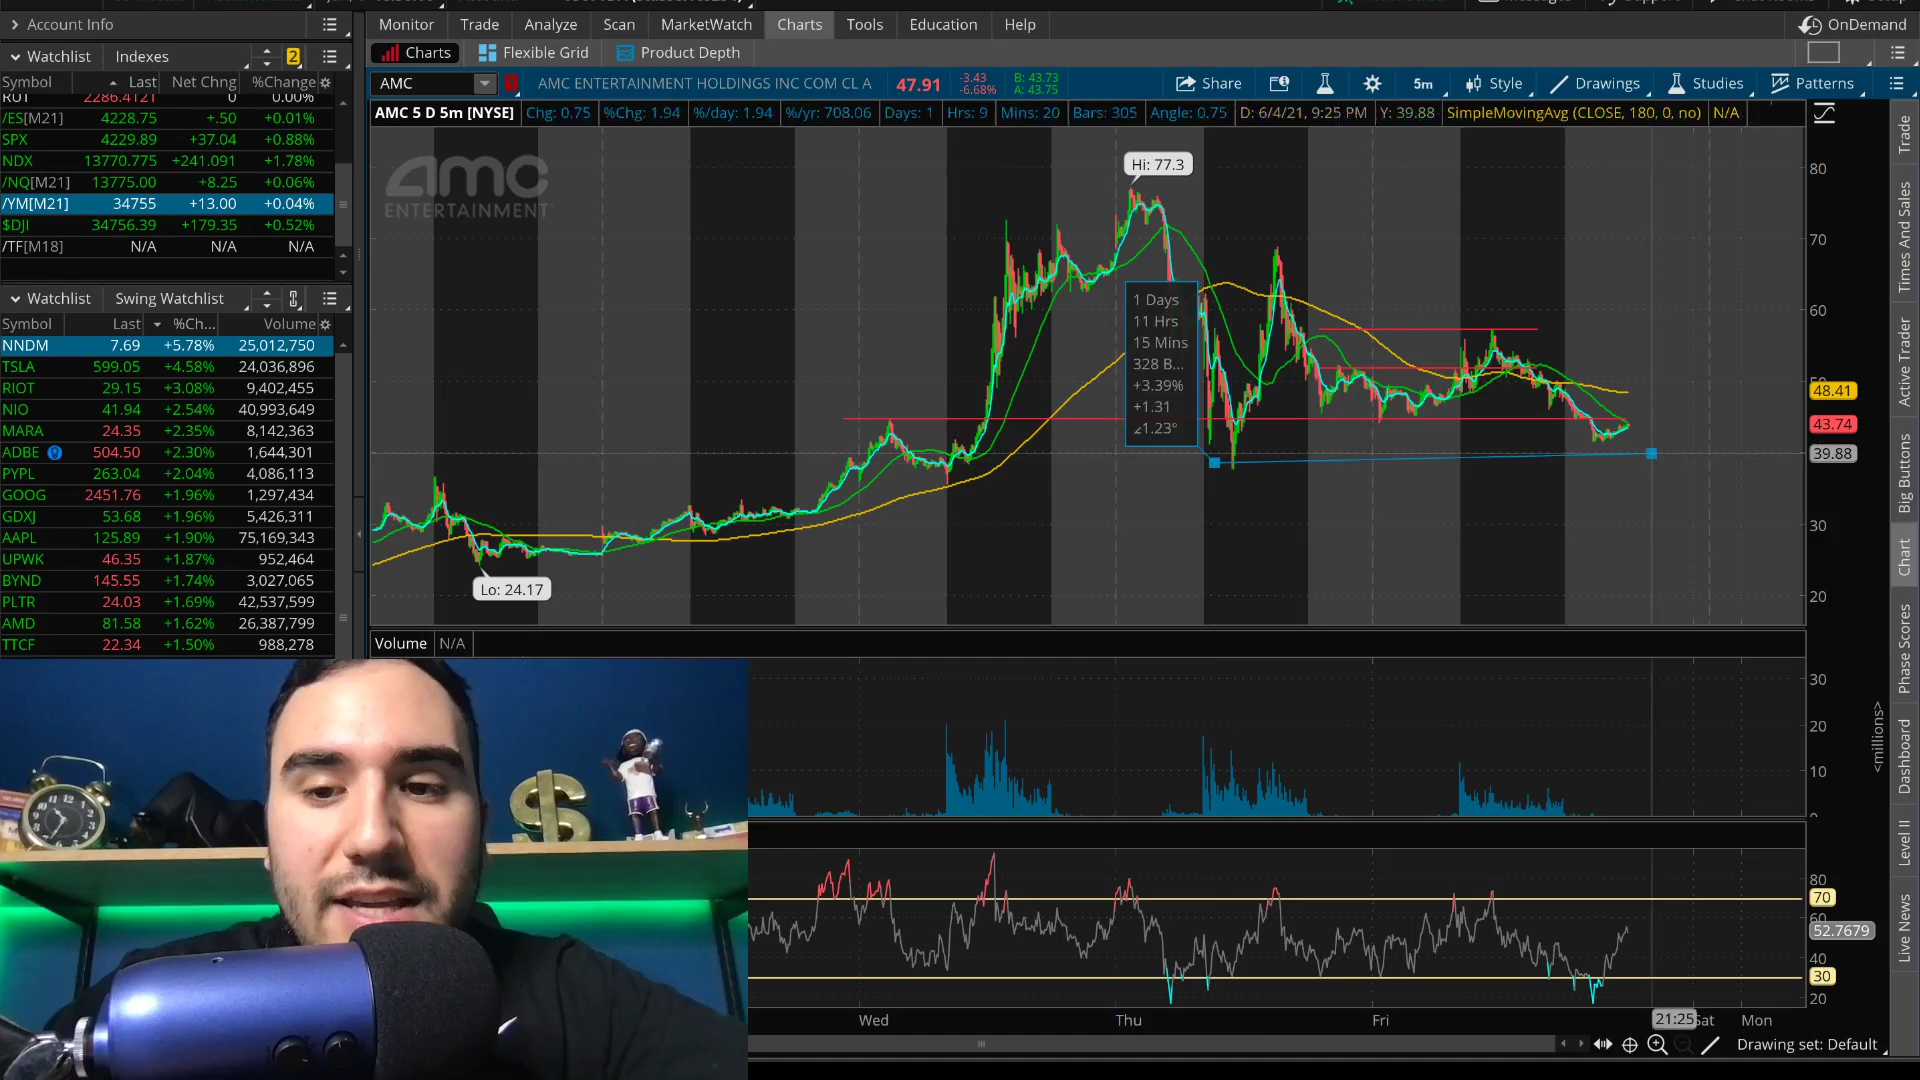 Account Info
Monitor Trade Analyze Scan MarketWatch Charts Tools Education Help
OnDemand
Watchlist Indexes 2
Charts Flexible Grid Product Depth
Symbol Last Net Chng %Change
RUT 2286.4121 0 0.00%
/ES[M21] 4228.75 +.50 +0.01%
SPX 4229.89 +37.04 +0.88%
NDX 13770.775 +241.091 +1.78%
/NQ[M21] 13775.00 +8.25 +0.06%
/YM[M21] 34755 +13.00 +0.04%
$DJI 34756.39 +179.35 +0.52%
/TF[M18] N/A N/A N/A
Watchlist Swing Watchlist
Symbol Last %Ch... Volume
NNDM 7.69 +5.78% 25,012,750
TSLA 599.05 +4.58% 24,036,896
RIOT 29.15 +3.08% 9,402,455
NIO 41.94 +2.54% 40,993,649
MARA 24.35 +2.35% 8,142,363
ADBE 504.50 +2.30% 1,644,301
PYPL 263.04 +2.04% 4,086,113
GOOG 2451.76 +1.96% 1,297,434
GDXJ 53.68 +1.96% 5,426,311
AAPL 125.89 +1.90% 75,169,343
UPWK 46.35 +1.87% 952,464
BYND 145.55 +1.74% 3,027,065
PLTR 24.03 +1.69% 42,537,599
AMD 81.58 +1.62% 26,387,799
TTCF 22.34 +1.50% 988,278
AMC AMC ENTERTAINMENT HOLDINGS INC COM CL A 47.91 -3.43 -6.68% B: 43.73 A: 43.75
Share 5m Style Drawings Studies Patterns
AMC 5 D 5m [NYSE] Chg: 0.75 %Chg: 1.94 %/day: 1.94 %/yr: 708.06 Days: 1 Hrs: 9 Mins: 20 Bars: 305 Angle: 0.75 D: 6/4/21, 9:25 PM Y: 39.88 SimpleMovingAvg (CLOSE, 180, 0, no) N/A
amc
ENTERTAINMENT
Hi: 77.3
1 Days
11 Hrs
15 Mins
328 B...
+3.39%
+1.31
∠1.23°
Lo: 24.17
80
70
60
50
48.41
43.74
39.88
30
20
Volume N/A
30
20
10
<millions>
80
70
60
52.7679
40
30
20
Wed Thu Fri 21:25 Sat Mon
Drawing set: Default
Trade
Times And Sales
Active Trader
Big Buttons
Chart
Phase Scores
Dashboard
Level II
Live News